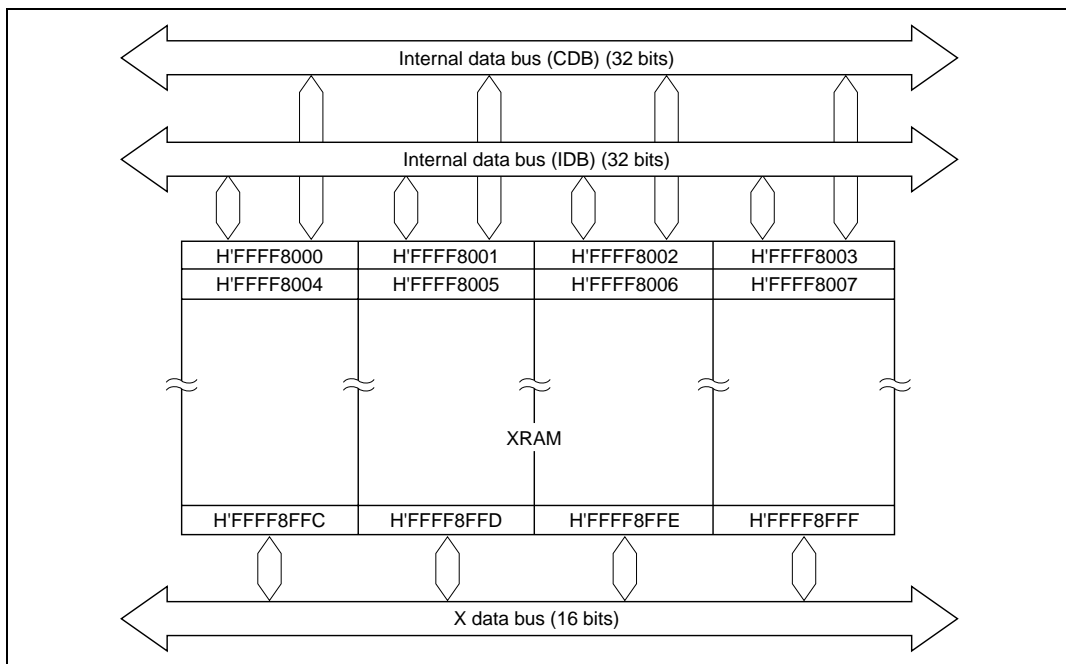 Internal data bus (CDB) (32 bits)
Internal data bus (IDB) (32 bits)
H'FFFF8000 H'FFFF8001 H'FFFF8002 H'FFFF8003
H'FFFF8004 H'FFFF8005 H'FFFF8006 H'FFFF8007
XRAM
H'FFFF8FFC H'FFFF8FFD H'FFFF8FFE H'FFFF8FFF
X data bus (16 bits)